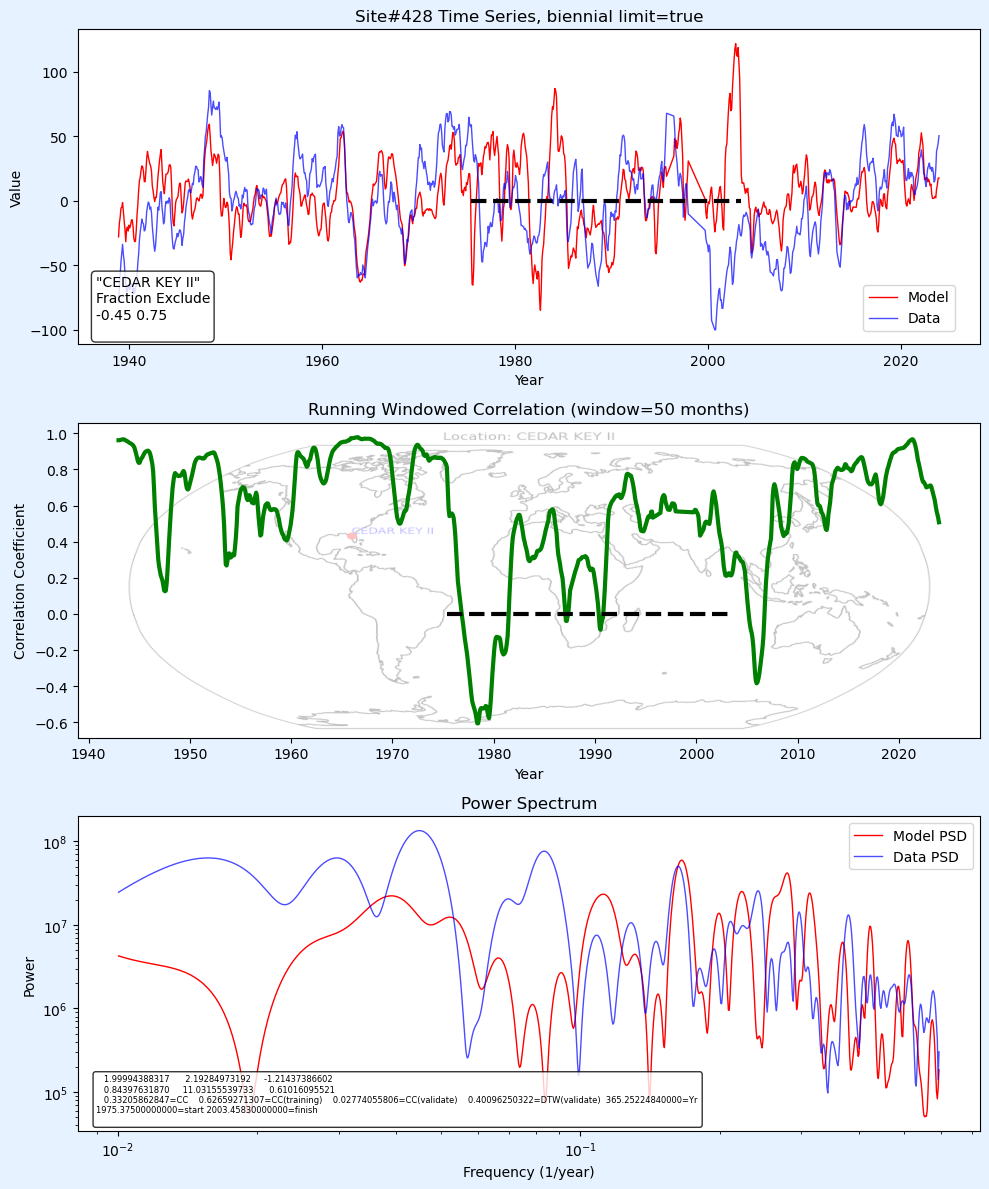 Site#428 Time Series, biennial limit=true
Value
100
50
0
−50
−100
"CEDAR KEY II"
Fraction Exclude
-0.45 0.75
Model
Data
1940 1960 1980 2000 2020
Year
Running Windowed Correlation (window=50 months)
Location: CEDAR KEY II
CEDAR KEY II
Correlation Coefficient
1.0
0.8
0.6
0.4
0.2
0.0
−0.2
−0.4
−0.6
1940 1950 1960 1970 1980 1990 2000 2010 2020
Year
Power Spectrum
Model PSD
Data PSD
Power
10^8
10^7
10^6
10^5
1.99994388317 2.19284973192 -1.21437386602
0.84397631870 11.03155539733 0.61016095521
0.33205862847=CC 0.62659271307=CC(training) 0.02774055806=CC(validate) 0.40096250322=DTW(validate) 365.25224840000=Yr
1975.37500000000=start 2003.45830000000=finish
10^−2 10^−1
Frequency (1/year)